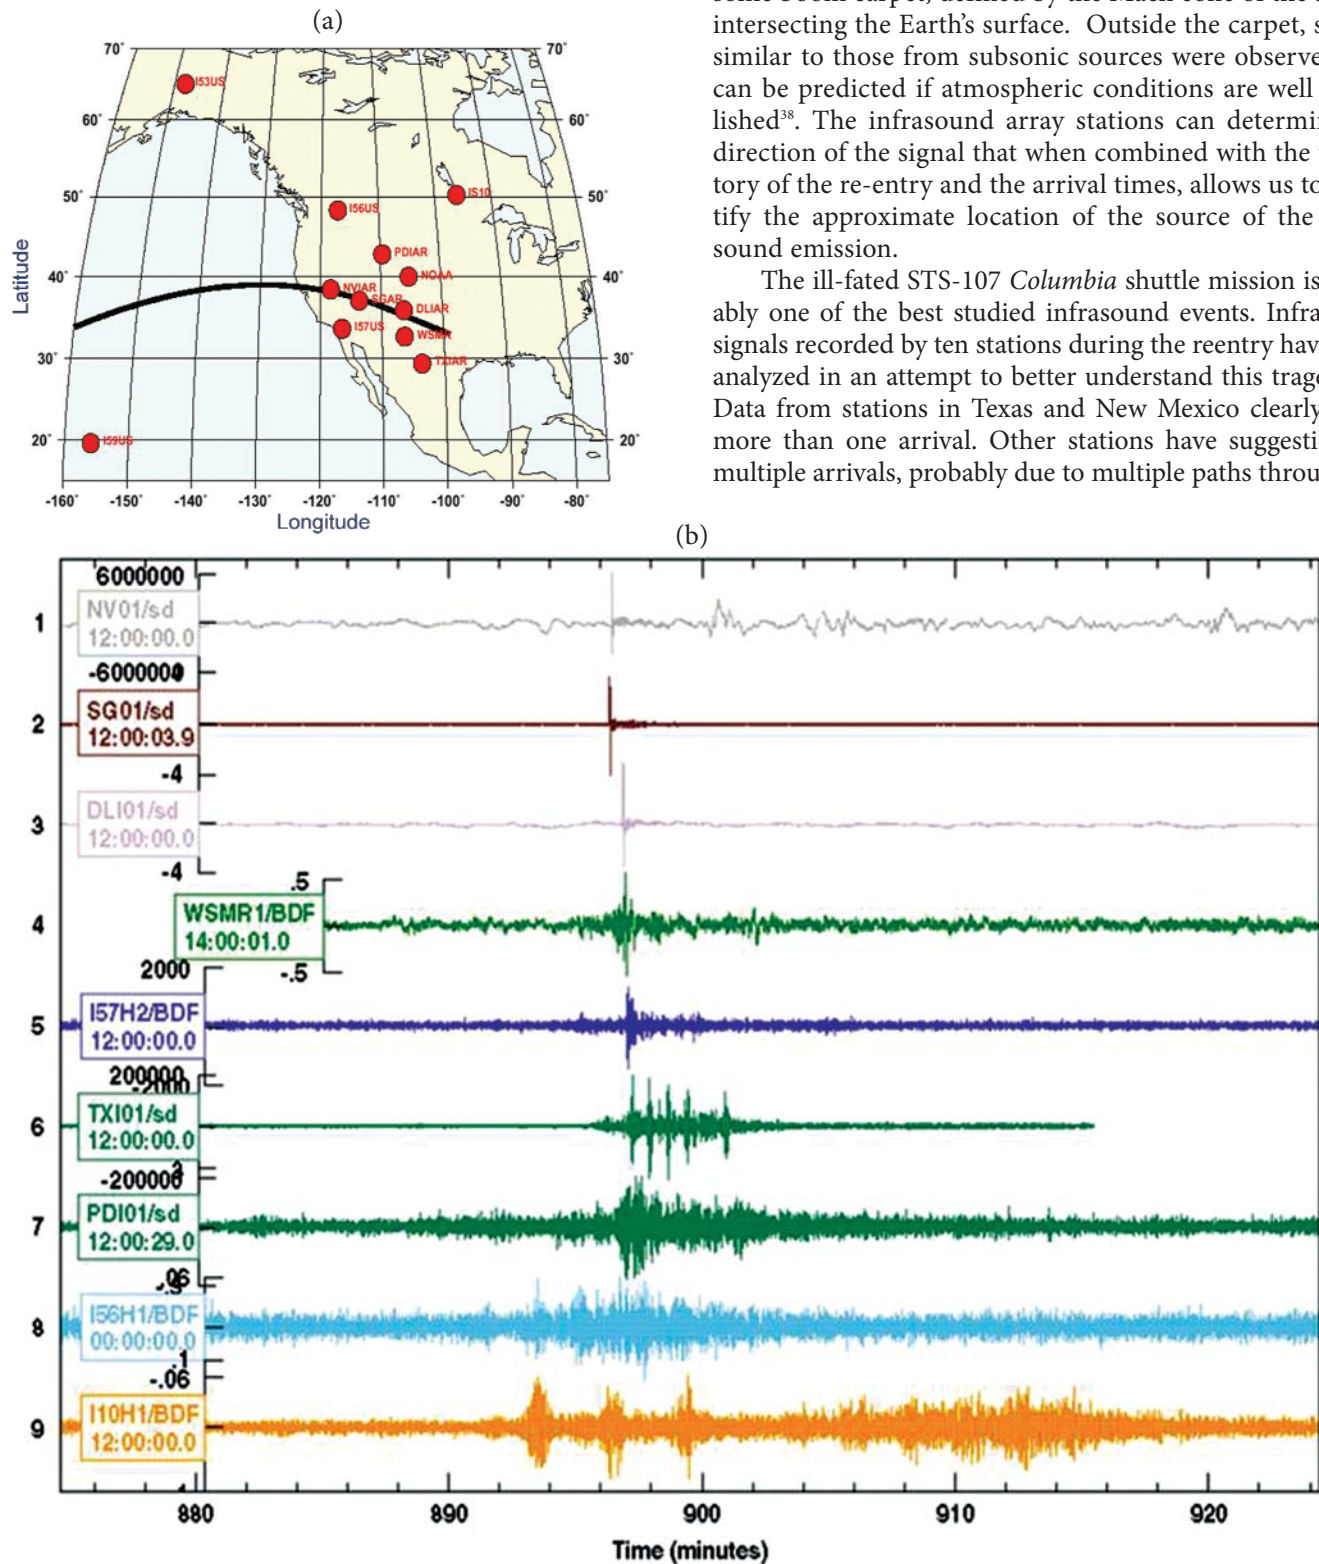 (a)
70°
70°
I53US
60°
60°
50°
50°
IS10
I56US
PDIAR
NOAA
40°
40°
NVIAR
SGAR
DLIAR
I57US
WSMR
30°
30°
TXIAR
20°
20°
I59US
Latitude
-160 -150 -140 -130 -120 -110 -100 -90 -80
Longitude
intersecting the Earth's surface. Outside the carpet, s
similar to those from subsonic sources were observe
can be predicted if atmospheric conditions are well
lished³⁸. The infrasound array stations can determin
direction of the signal that when combined with the
tory of the re-entry and the arrival times, allows us to
tify the approximate location of the source of the
sound emission.
The ill-fated STS-107 Columbia shuttle mission is
ably one of the best studied infrasound events. Infra
signals recorded by ten stations during the reentry hav
analyzed in an attempt to better understand this trage
Data from stations in Texas and New Mexico clearly
more than one arrival. Other stations have suggesti
multiple arrivals, probably due to multiple paths throu
(b)
6000000
1
NV01/sd
12:00:00.0
-6000000
2
SG01/sd
12:00:03.9
-4
3
DLI01/sd
12:00:00.0
-4
.5
4
WSMR1/BDF
14:00:01.0
-.5
2000
5
I57H2/BDF
12:00:00.0
200000
-2000
6
TXI01/sd
12:00:00.0
-200000
7
PDI01/sd
12:00:29.0
.06
8
I56H1/BDF
00:00:00.0
.1
-.06
9
I10H1/BDF
12:00:00.0
880 890 900 910 920
Time (minutes)